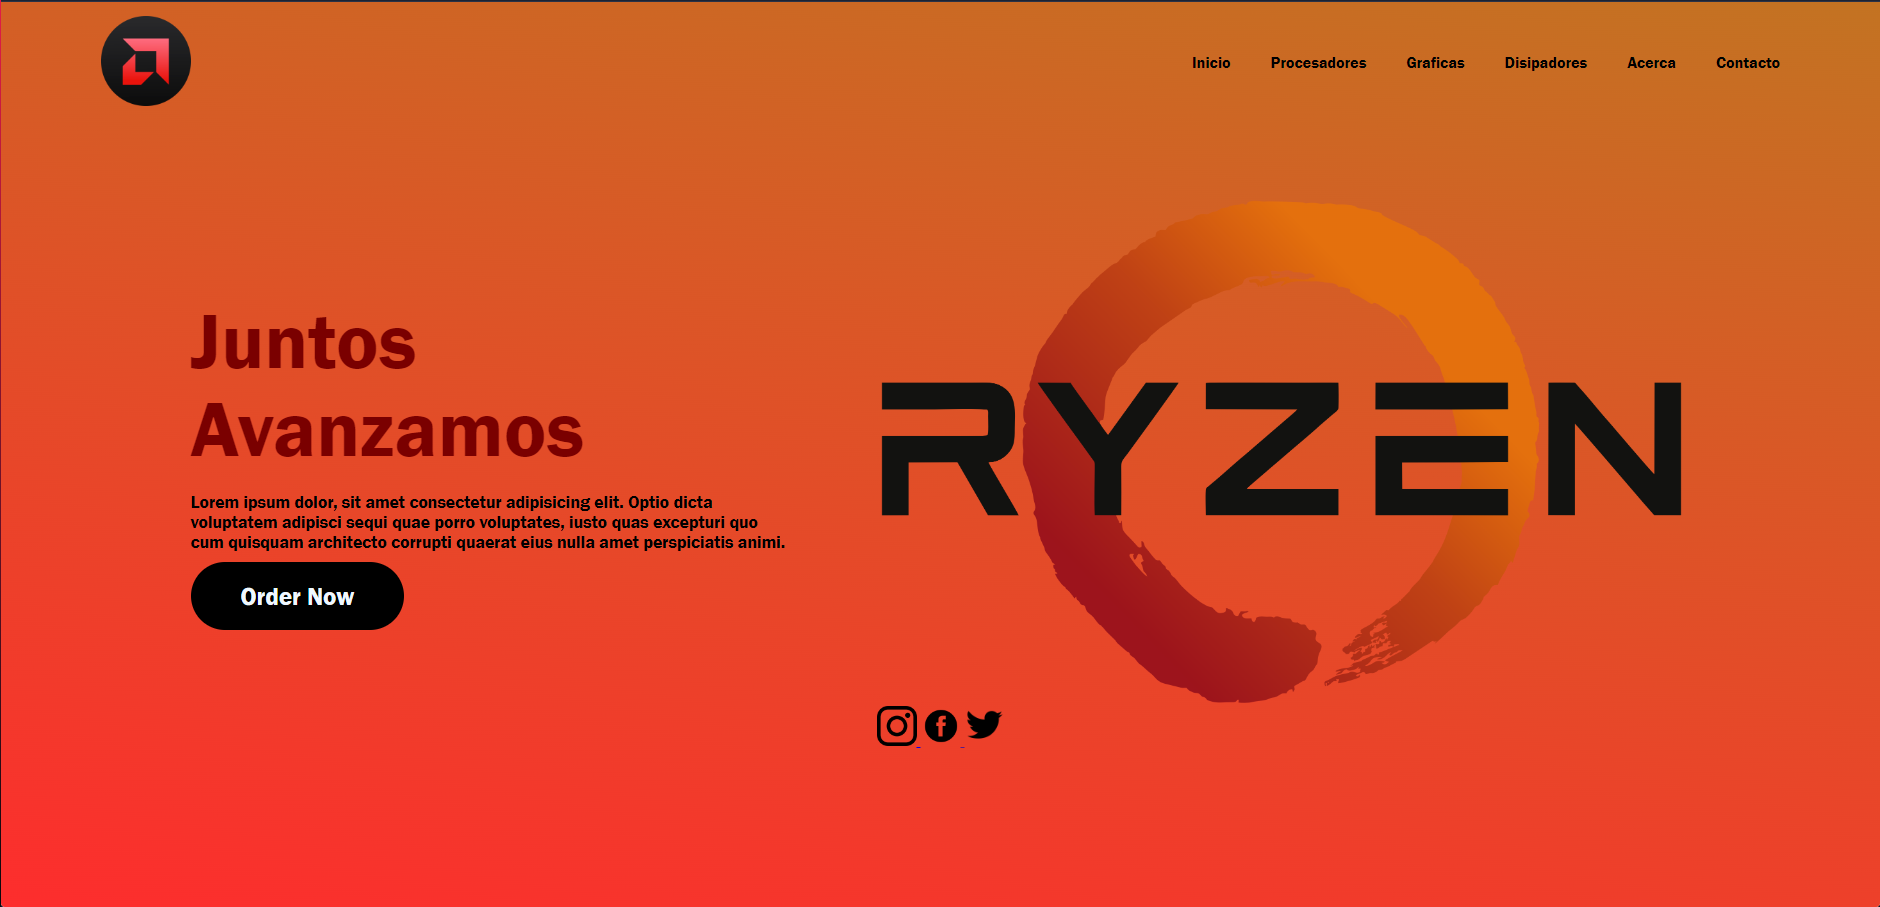 Inicio Procesadores Graficas Disipadores Acerca Contacto
Juntos
Avanzamos
Lorem ipsum dolor, sit amet consectetur adipisicing elit. Optio dicta
voluptatem adipisci sequi quae porro voluptates, iusto quas excepturi quo
cum quisquam architecto corrupti quaerat eius nulla amet perspiciatis animi.
Order Now
RYZEN